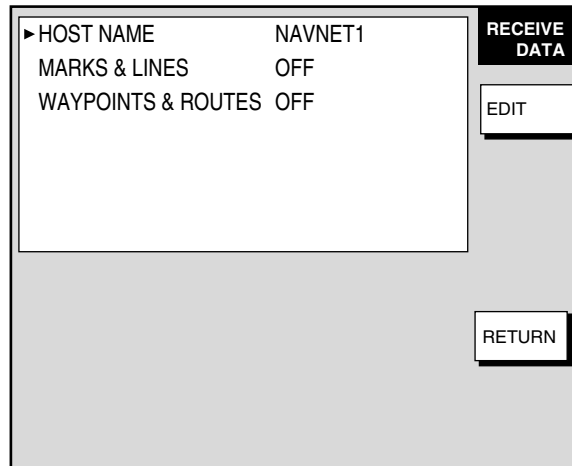 ▶HOST NAME NAVNET1
MARKS & LINES OFF
WAYPOINTS & ROUTES OFF
RECEIVE
DATA
EDIT
RETURN